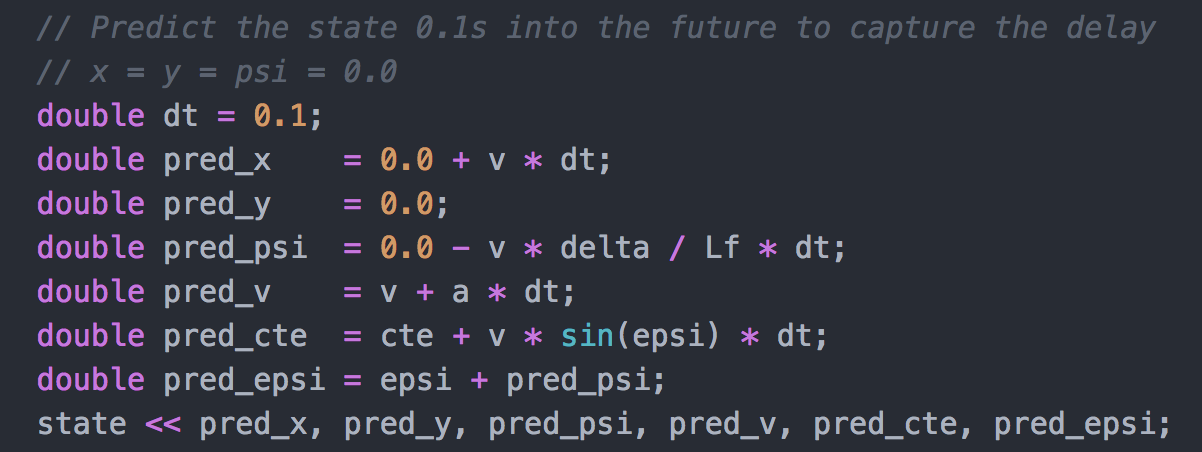 // Predict the state 0.1s into the future to capture the delay
// x = y = psi = 0.0
double dt = 0.1;
double pred_x    = 0.0 + v * dt;
double pred_y    = 0.0;
double pred_psi  = 0.0 - v * delta / Lf * dt;
double pred_v    = v + a * dt;
double pred_cte  = cte + v * sin(epsi) * dt;
double pred_epsi = epsi + pred_psi;
state << pred_x, pred_y, pred_psi, pred_v, pred_cte, pred_epsi;